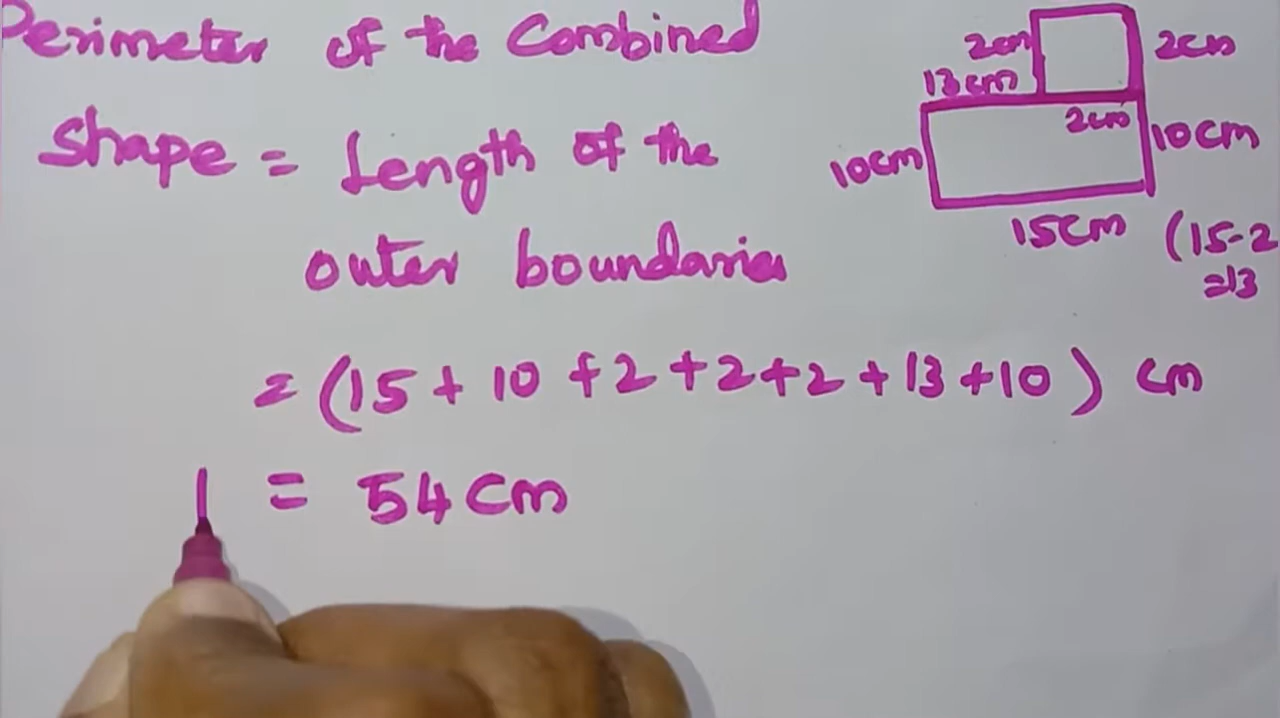 Perimeter of the Combined
Shape = Length of the
outer boundaries
= (15 + 10 + 2 + 2 + 2 + 13 + 10) cm
= 54 cm
2cm
2cm
13cm
2cm
10cm
10cm
15cm
(15-2
=13